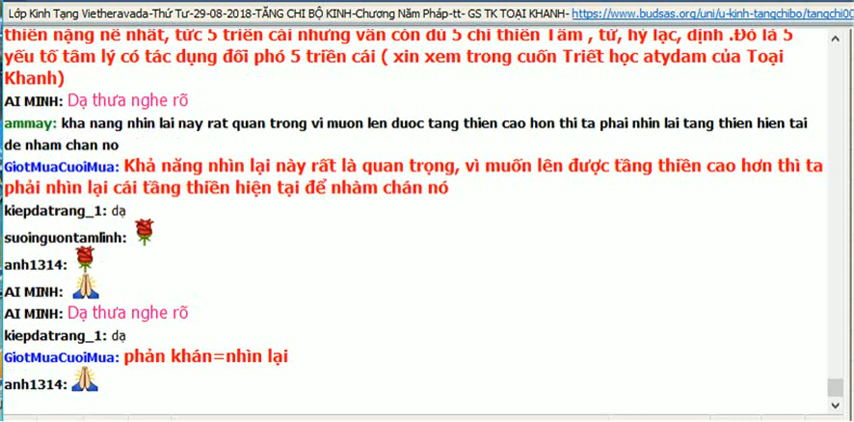 Lớp Kinh Tạng Vietheravada-Thứ Tư-29-08-2018-TĂNG CHI BỘ KINH-Chương Năm Pháp-tt- GS TK TOẠI KHANH- https://www.budsas.org/uni/u-kinh-tangchibo/tangchi0
thiền nặng nề nhất, tức 5 triền cái nhưng vẫn còn đủ 5 chi thiền Tầm , tứ, hỷ lạc, định .Đó là 5
yếu tố tâm lý có tác dụng đối phó 5 triền cái ( xin xem trong cuốn Triết học atydam của Toại
Khanh)
AI MINH: Dạ thưa nghe rõ
ammay: kha nang nhin lai nay rat quan trong vi muon len duoc tang thien cao hon thi ta phai nhin lai tang thien hien tai
de nham chan no
GiotMuaCuoiMua: Khả năng nhìn lại này rất là quan trọng, vì muốn lên được tầng thiền cao hơn thì ta
phải nhìn lại cái tầng thiền hiện tại để nhàm chán nó
kiepdatrang_1: dạ
suoinguontamlinh:
anh1314:
AI MINH:
AI MINH: Dạ thưa nghe rõ
kiepdatrang_1: dạ
GiotMuaCuoiMua: phản khán=nhìn lại
anh1314: